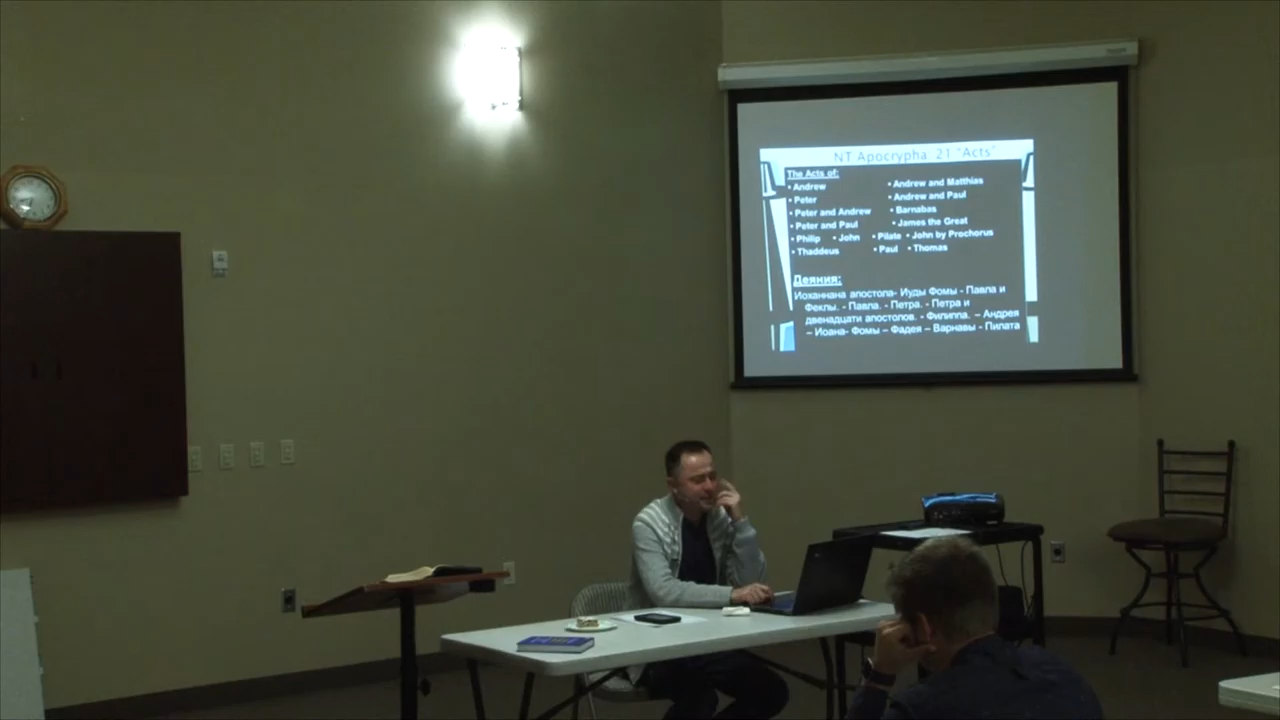 NT Apocrypha: 21 "Acts"
The Acts of:
• Andrew • Andrew and Matthias
• Peter • Andrew and Paul
• Peter and Andrew • Barnabas
• Peter and Paul • James the Great
• Philip • John • Pilate • John by Prochorus
• Thaddeus • Paul • Thomas
Деяния:
Иоханнана апостола- Иуды Фомы - Павла и
Феклы. - Павла. - Петра. - Петра и
двенадцати апостолов. - Филиппа. – Андрея
– Иоана- Фомы – Фадея – Варнавы - Пилата